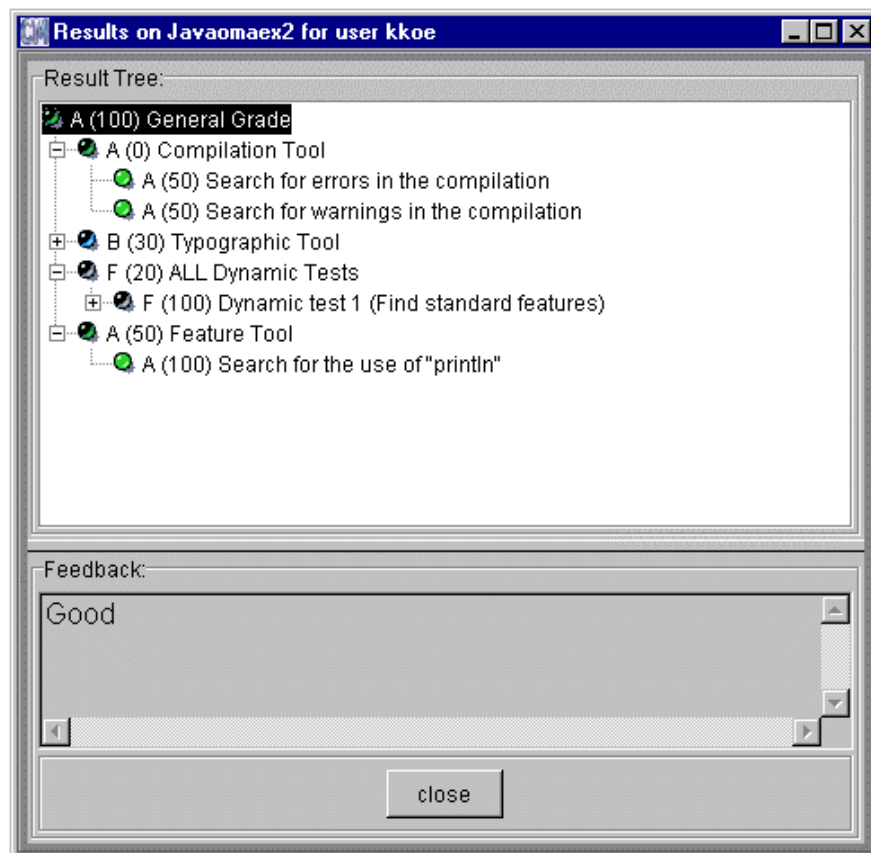 Results on Javaomaex2 for user kkoe
Result Tree:
A (100) General Grade
A (0) Compilation Tool
A (50) Search for errors in the compilation
A (50) Search for warnings in the compilation
B (30) Typographic Tool
F (20) ALL Dynamic Tests
F (100) Dynamic test 1 (Find standard features)
A (50) Feature Tool
A (100) Search for the use of "println"
Feedback:
Good
close